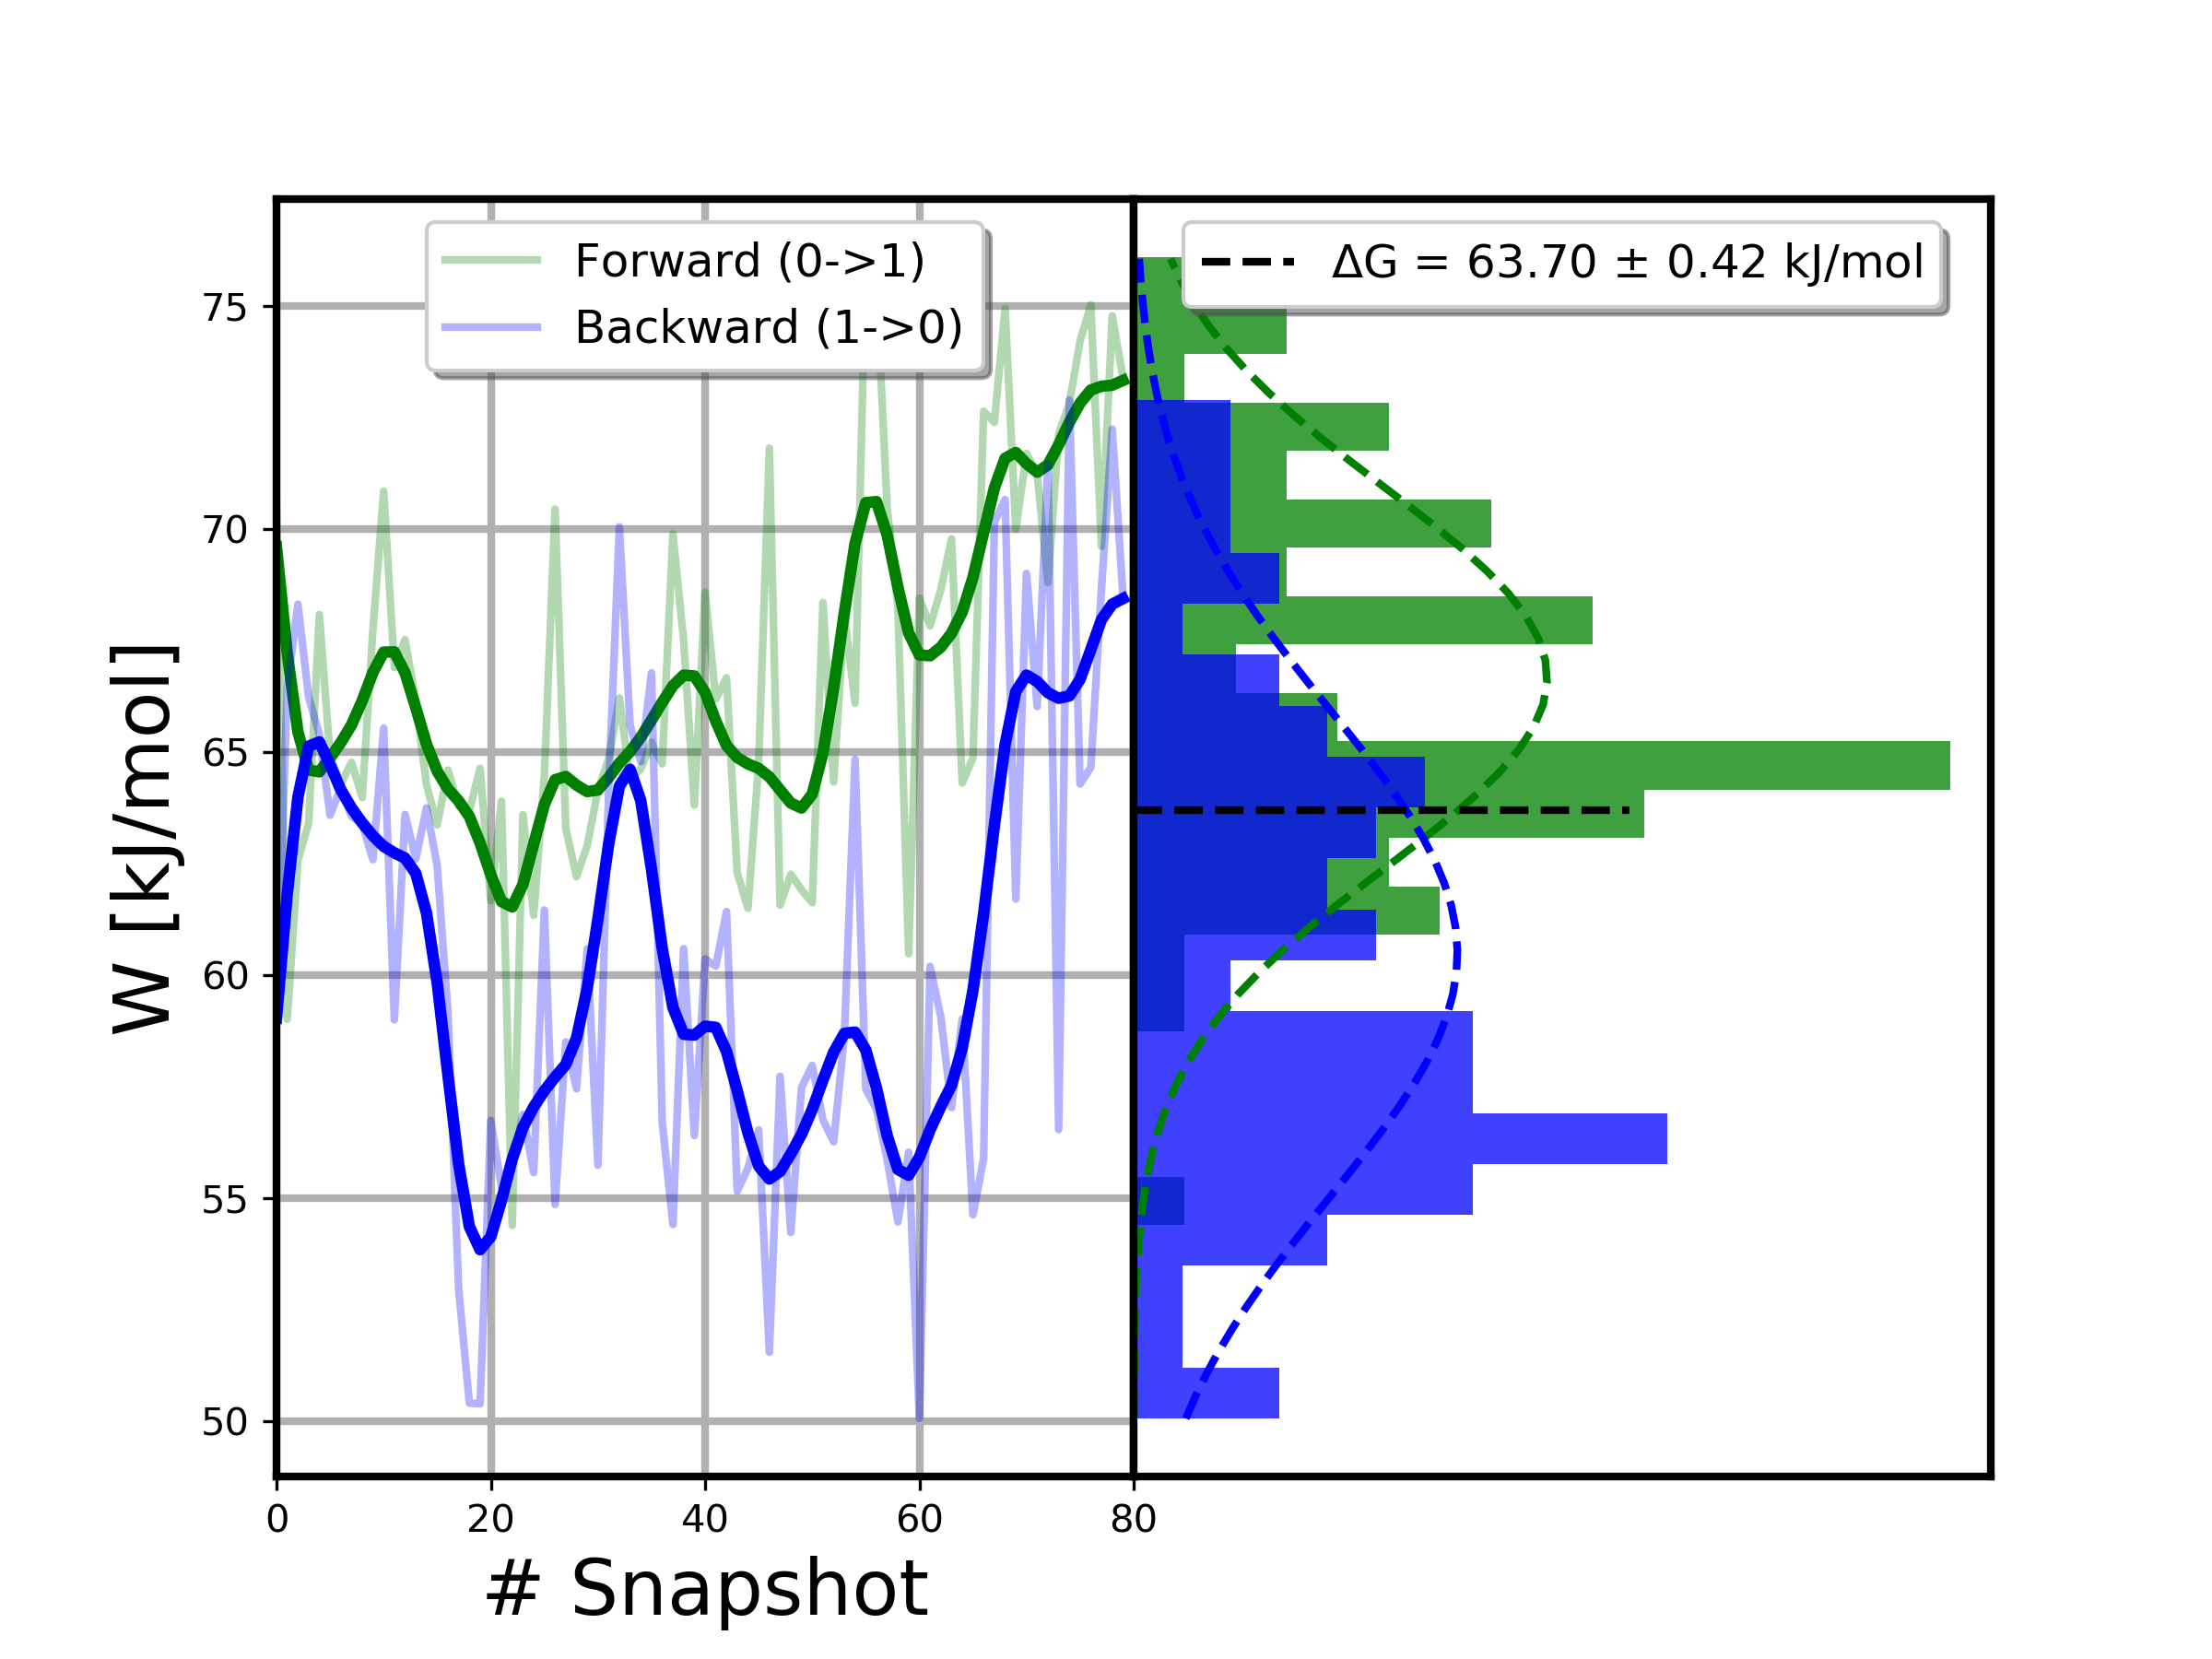 Forward (0->1)
Backward (1->0)
ΔG = 63.70 ± 0.42 kJ/mol
75
70
65
60
55
50
W [kJ/mol]
0
20
40
60
80
# Snapshot